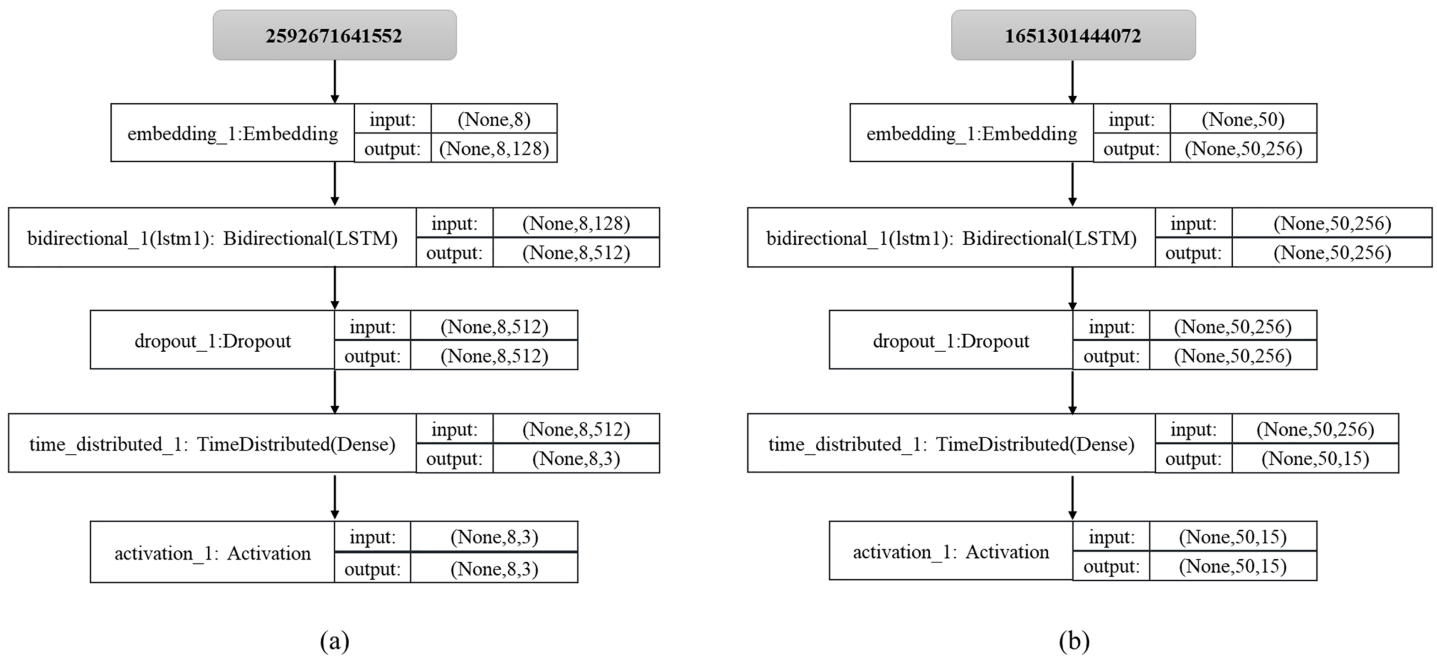 2592671641552
embedding_1:Embedding
input: (None,8)
output: (None,8,128)
bidirectional_1(lstm1): Bidirectional(LSTM)
input: (None,8,128)
output: (None,8,512)
dropout_1:Dropout
input: (None,8,512)
output: (None,8,512)
time_distributed_1: TimeDistributed(Dense)
input: (None,8,512)
output: (None,8,3)
activation_1: Activation
input: (None,8,3)
output: (None,8,3)
(a)
1651301444072
embedding_1:Embedding
input: (None,50)
output: (None,50,256)
bidirectional_1(lstm1): Bidirectional(LSTM)
input: (None,50,256)
output: (None,50,256)
dropout_1:Dropout
input: (None,50,256)
output: (None,50,256)
time_distributed_1: TimeDistributed(Dense)
input: (None,50,256)
output: (None,50,15)
activation_1: Activation
input: (None,50,15)
output: (None,50,15)
(b)